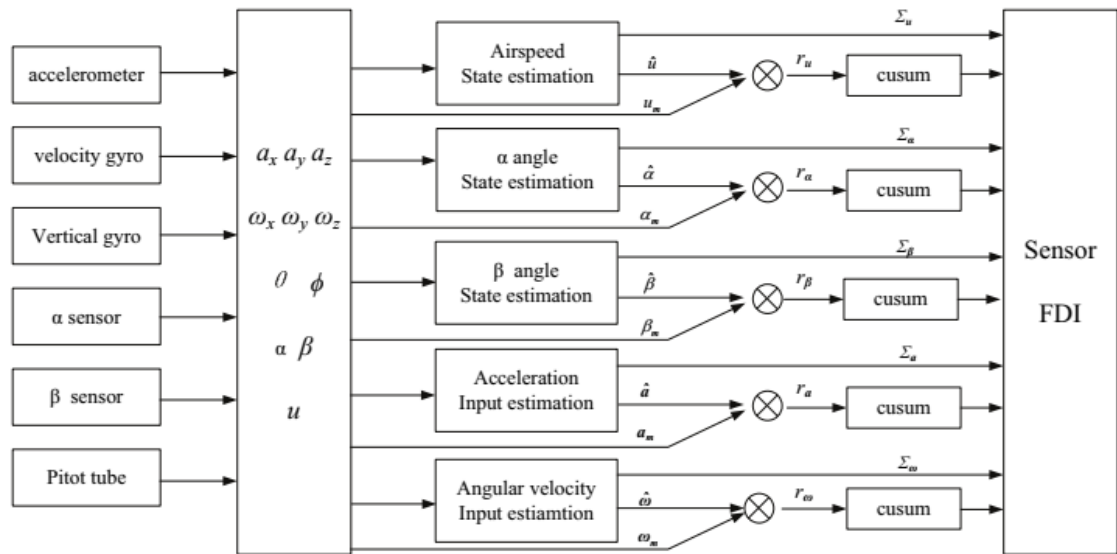 accelerometer
velocity gyro
Vertical gyro
α sensor
β sensor
Pitot tube
a_x a_y a_z
ω_x ω_y ω_z
θ ϕ
α β
u
Airspeed
State estimation
Σ_u
û
u_m
r_u
cusum
α angle
State estimation
Σ_α
α̂
α_m
r_α
cusum
β angle
State estimation
Σ_β
β̂
β_m
r_β
cusum
Acceleration
Input estimation
Σ_a
â
a_m
r_a
cusum
Angular velocity
Input estiamtion
Σ_ω
ω̂
ω_m
r_ω
cusum
Sensor
FDI